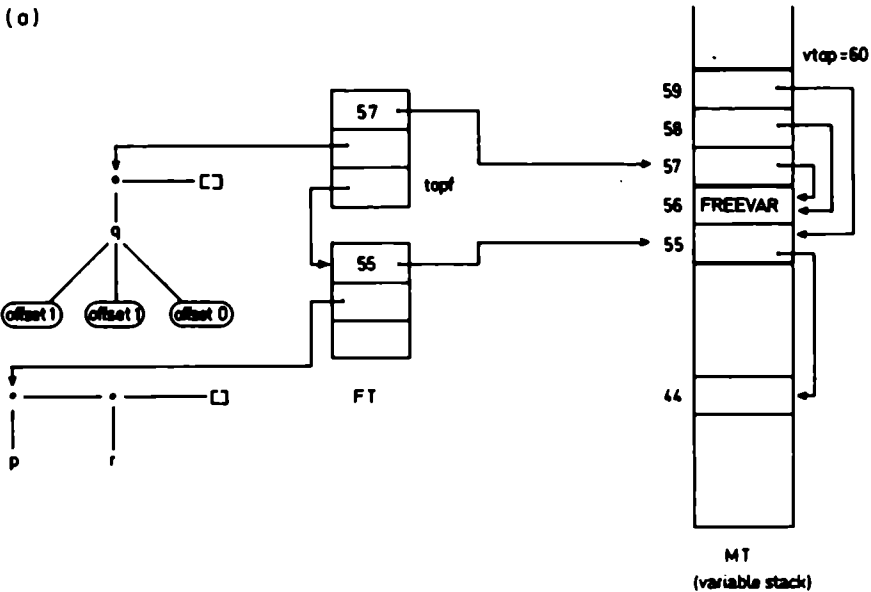 (a)
vtop=60
59
57
58
57
topf
[]
56 FREEVAR
q
55
55
offset 1 offset 1 offset 0
[]
FT
44
p r
MT
(variable stack)